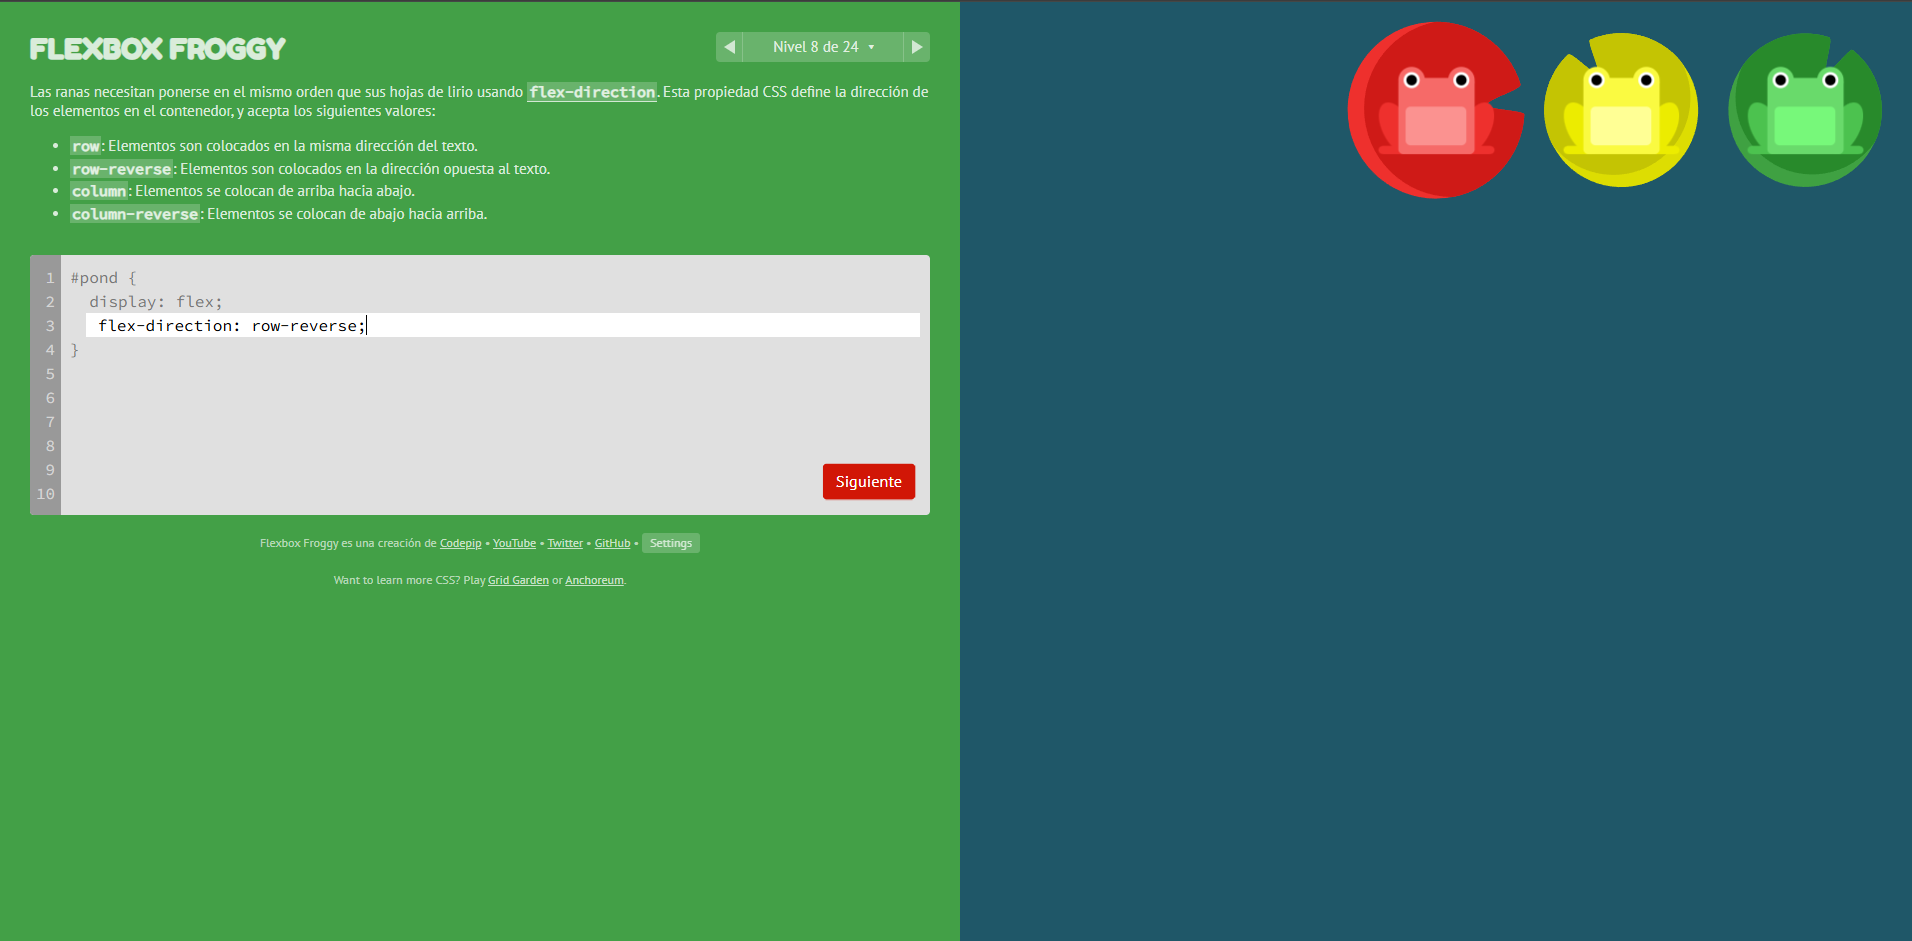 FLEXBOX FROGGY
Nivel 8 de 24
Las ranas necesitan ponerse en el mismo orden que sus hojas de lirio usando flex-direction. Esta propiedad CSS define la dirección de
los elementos en el contenedor, y acepta los siguientes valores:
• row: Elementos son colocados en la misma dirección del texto.
• row-reverse: Elementos son colocados en la dirección opuesta al texto.
• column: Elementos se colocan de arriba hacia abajo.
• column-reverse: Elementos se colocan de abajo hacia arriba.
1 #pond {
2 display: flex;
3 flex-direction: row-reverse;
4 }
5
6
7
8
9
10
Siguiente
Flexbox Froggy es una creación de Codepip • YouTube • Twitter • GitHub • Settings
Want to learn more CSS? Play Grid Garden or Anchoreum.